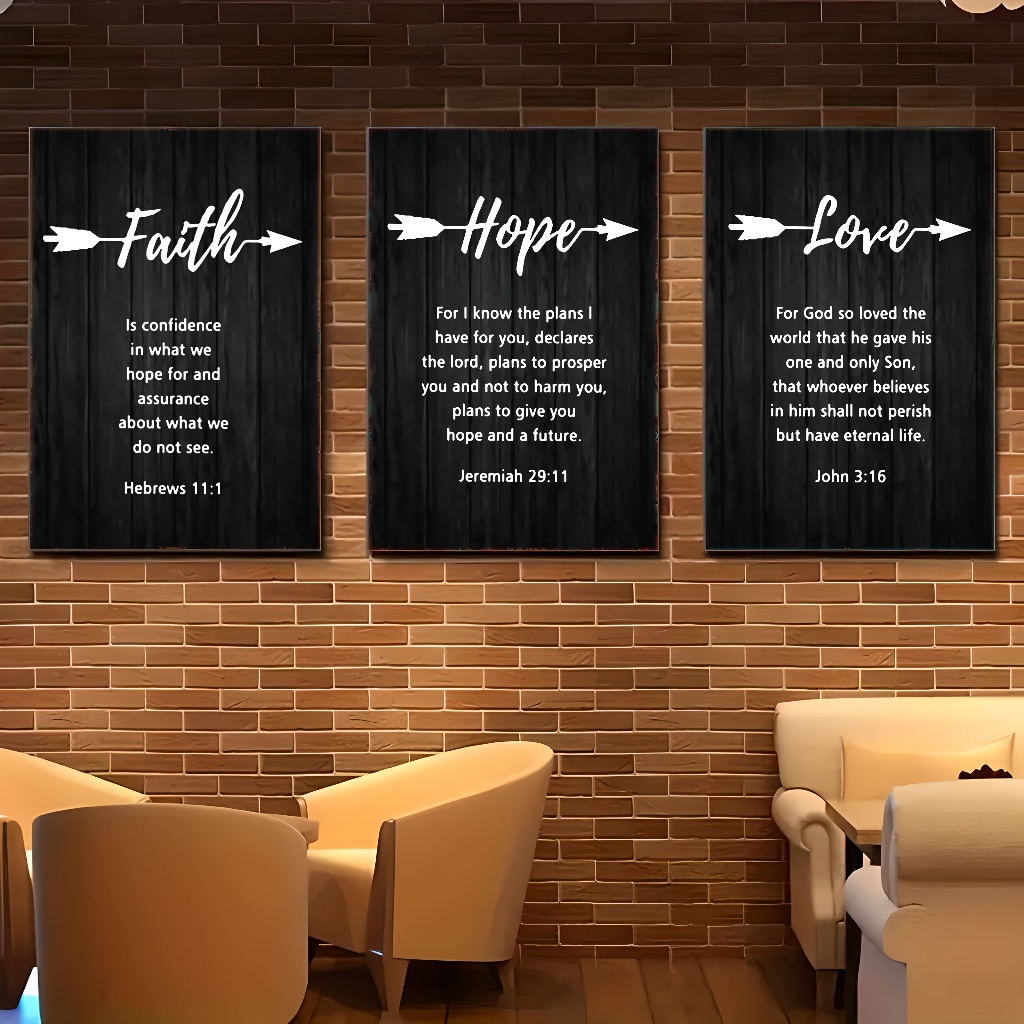 Faith
Is confidence
in what we
hope for and
assurance
about what we
do not see.
Hebrews 11:1
Hope
For I know the plans I
have for you, declares
the lord, plans to prosper
you and not to harm you,
plans to give you
hope and a future.
Jeremiah 29:11
Love
For God so loved the
world that he gave his
one and only Son,
that whoever believes
in him shall not perish
but have eternal life.
John 3:16